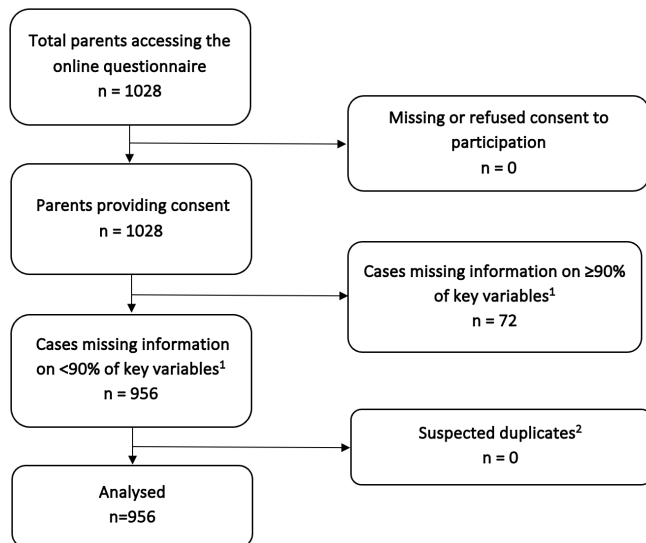 Total parents accessing the
online questionnaire
n = 1028
Missing or refused consent to
participation
n = 0
Parents providing consent
n = 1028
Cases missing information on ≥90%
of key variables¹
n = 72
Cases missing information
on <90% of key variables¹
n = 956
Suspected duplicates²
n = 0
Analysed
n=956